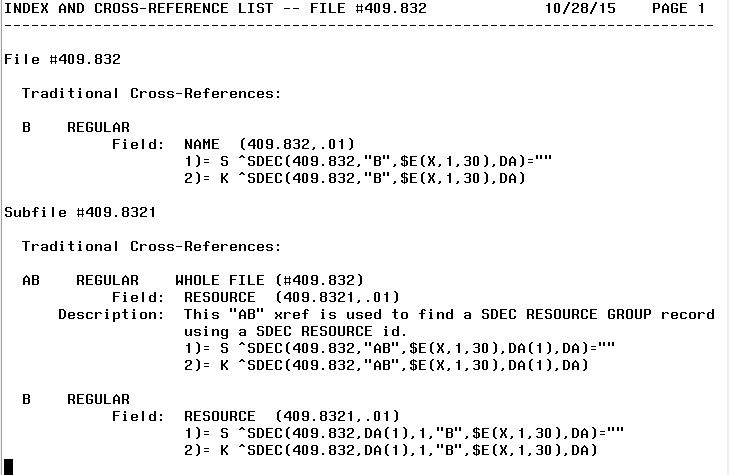 INDEX AND CROSS-REFERENCE LIST -- FILE #409.832             10/28/15    PAGE 1
-------------------------------------------------------------------------------
File #409.832
  Traditional Cross-References:
  B    REGULAR
            Field:  NAME  (409.832,.01)
                    1)= S ^SDEC(409.832,"B",$E(X,1,30),DA)=""
                    2)= K ^SDEC(409.832,"B",$E(X,1,30),DA)
Subfile #409.8321
  Traditional Cross-References:
  AB    REGULAR    WHOLE FILE (#409.832)
            Field:  RESOURCE  (409.8321,.01)
      Description:  This "AB" xref is used to find a SDEC RESOURCE GROUP record
                    using a SDEC RESOURCE id.
                    1)= S ^SDEC(409.832,"AB",$E(X,1,30),DA(1),DA)=""
                    2)= K ^SDEC(409.832,"AB",$E(X,1,30),DA(1),DA)
  B    REGULAR
            Field:  RESOURCE  (409.8321,.01)
                    1)= S ^SDEC(409.832,DA(1),1,"B",$E(X,1,30),DA)=""
                    2)= K ^SDEC(409.832,DA(1),1,"B",$E(X,1,30),DA)